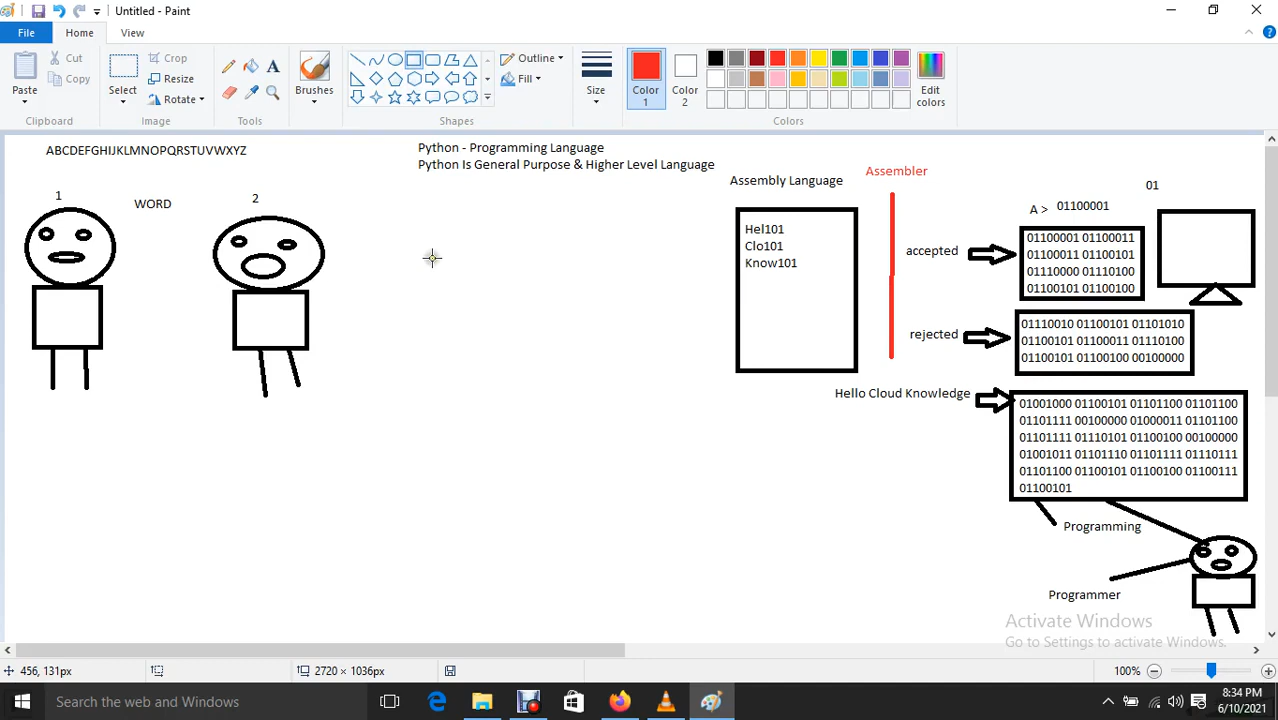 Untitled - Paint
File
Home
View
Paste
Cut
Copy
Clipboard
Select
Crop
Resize
Rotate
Image
Tools
Brushes
Shapes
Outline
Fill
Size
Color 1
Color 2
Edit colors
Colors
ABCDEFGHIJKLMNOPQRSTUVWXYZ
Python - Programming Language
Python Is General Purpose & Higher Level Language
1
WORD
2
Assembly Language
Assembler
Hel101
Clo101
Know101
01
A >
01100001
accepted
01100001 01100011
01100011 01100101
01110000 01110100
01100101 01100100
rejected
01110010 01100101 01101010
01100101 01100011 01110100
01100101 01100100 00100000
Hello Cloud Knowledge
01001000 01100101 01101100 01101100
01101111 00100000 01000011 01101100
01101111 01110101 01100100 00100000
01001011 01101110 01101111 01110111
01101100 01100101 01100100 01100111
01100101
Programming
Programmer
Activate Windows
Go to Settings to activate Windows.
456, 131px
2720 × 1036px
100%
Search the web and Windows
8:34 PM
6/10/2021